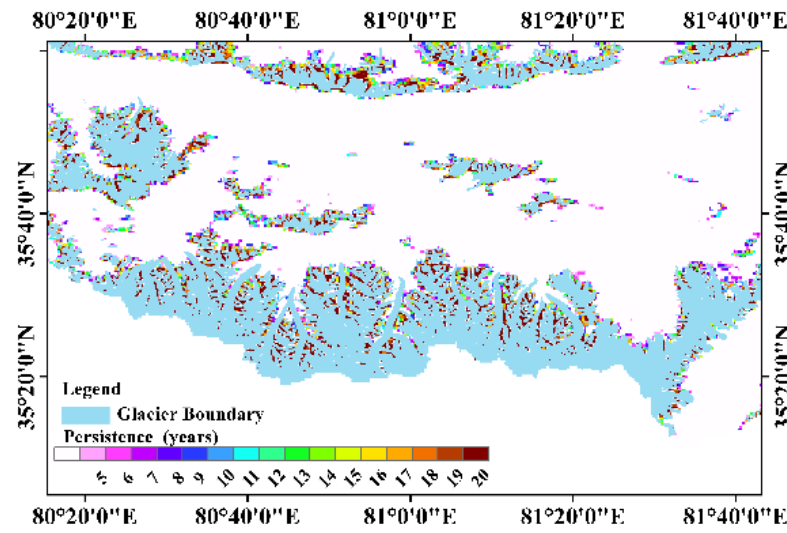 80°20'0"E 80°40'0"E 81°0'0"E 81°20'0"E 81°40'0"E
35°40'0"N 35°40'0"N
35°20'0"N 35°20'0"N
Legend
Glacier Boundary
Persistence (years)
5 6 7 8 9 10 11 12 13 14 15 16 17 18 19 20
80°20'0"E 80°40'0"E 81°0'0"E 81°20'0"E 81°40'0"E